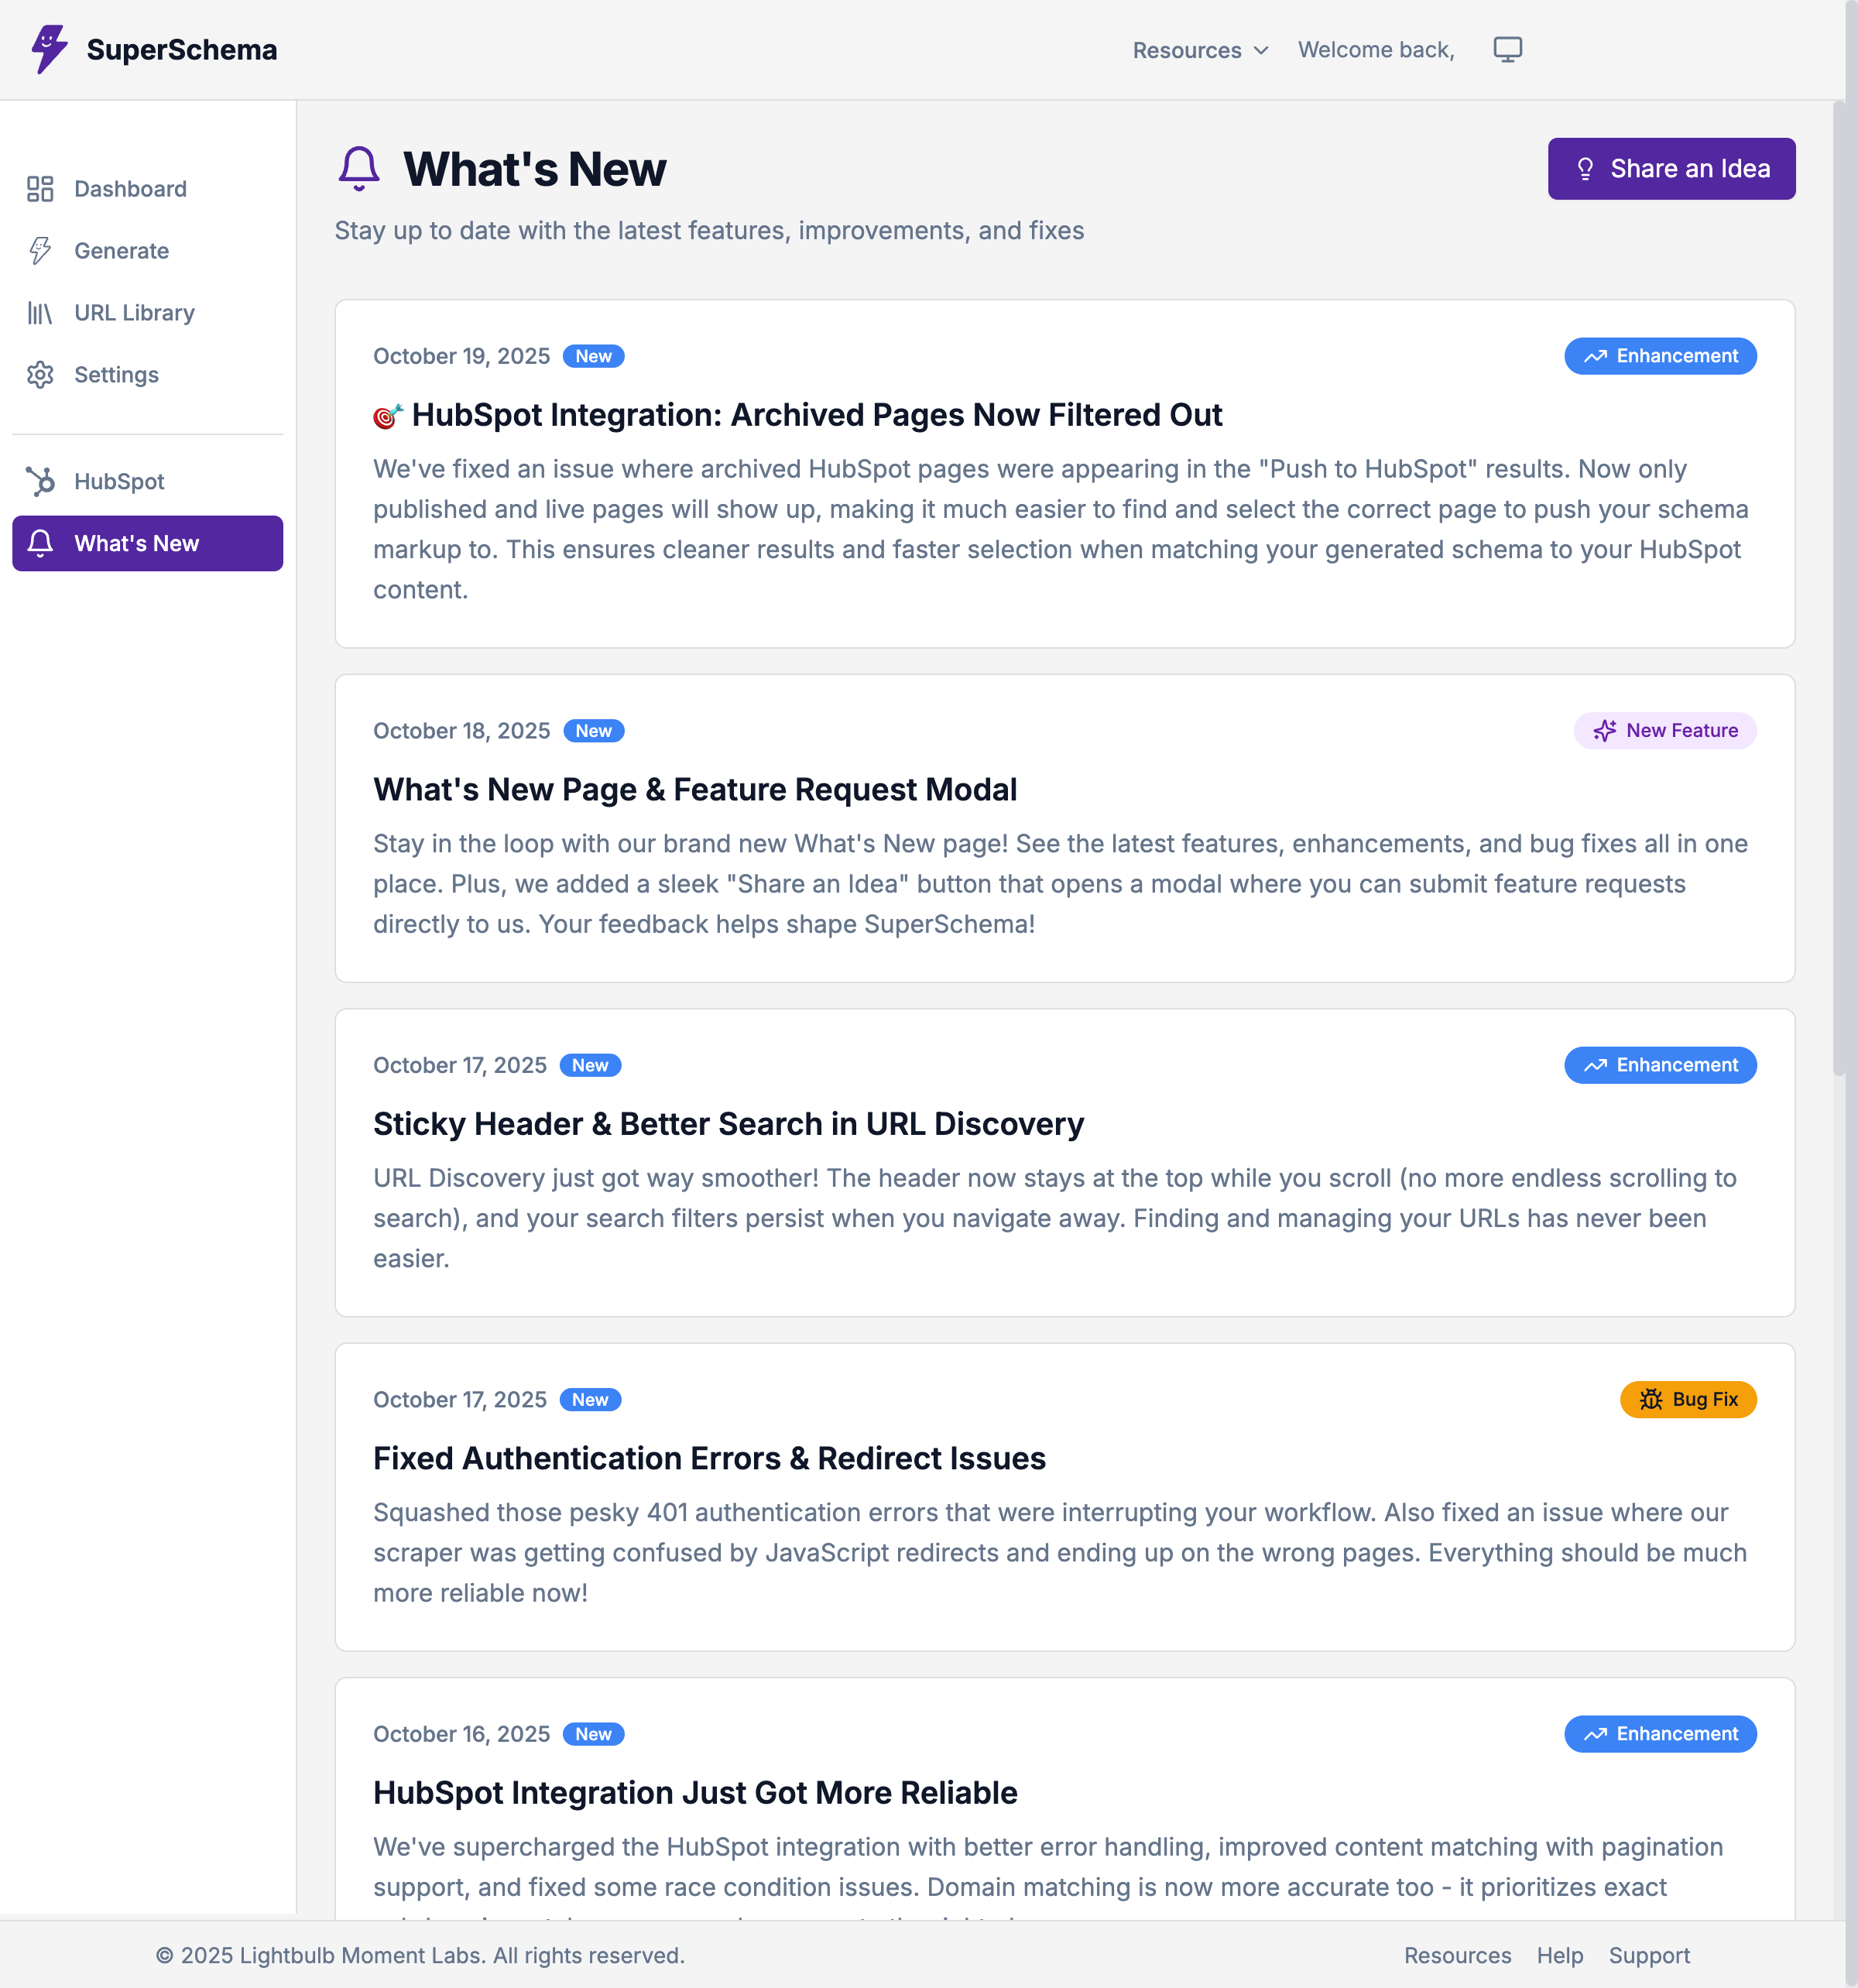 SuperSchema
Resources
Welcome back,
Dashboard
Generate
URL Library
Settings
HubSpot
What's New
What's New
Share an Idea
Stay up to date with the latest features, improvements, and fixes
October 19, 2025 New
Enhancement
🎯 HubSpot Integration: Archived Pages Now Filtered Out
We've fixed an issue where archived HubSpot pages were appearing in the "Push to HubSpot" results. Now only
published and live pages will show up, making it much easier to find and select the correct page to push your schema
markup to. This ensures cleaner results and faster selection when matching your generated schema to your HubSpot
content.
October 18, 2025 New
New Feature
What's New Page & Feature Request Modal
Stay in the loop with our brand new What's New page! See the latest features, enhancements, and bug fixes all in one
place. Plus, we added a sleek "Share an Idea" button that opens a modal where you can submit feature requests
directly to us. Your feedback helps shape SuperSchema!
October 17, 2025 New
Enhancement
Sticky Header & Better Search in URL Discovery
URL Discovery just got way smoother! The header now stays at the top while you scroll (no more endless scrolling to
search), and your search filters persist when you navigate away. Finding and managing your URLs has never been
easier.
October 17, 2025 New
Bug Fix
Fixed Authentication Errors & Redirect Issues
Squashed those pesky 401 authentication errors that were interrupting your workflow. Also fixed an issue where our
scraper was getting confused by JavaScript redirects and ending up on the wrong pages. Everything should be much
more reliable now!
October 16, 2025 New
Enhancement
HubSpot Integration Just Got More Reliable
We've supercharged the HubSpot integration with better error handling, improved content matching with pagination
support, and fixed some race condition issues. Domain matching is now more accurate too - it prioritizes exact
© 2025 Lightbulb Moment Labs. All rights reserved.
Resources
Help
Support